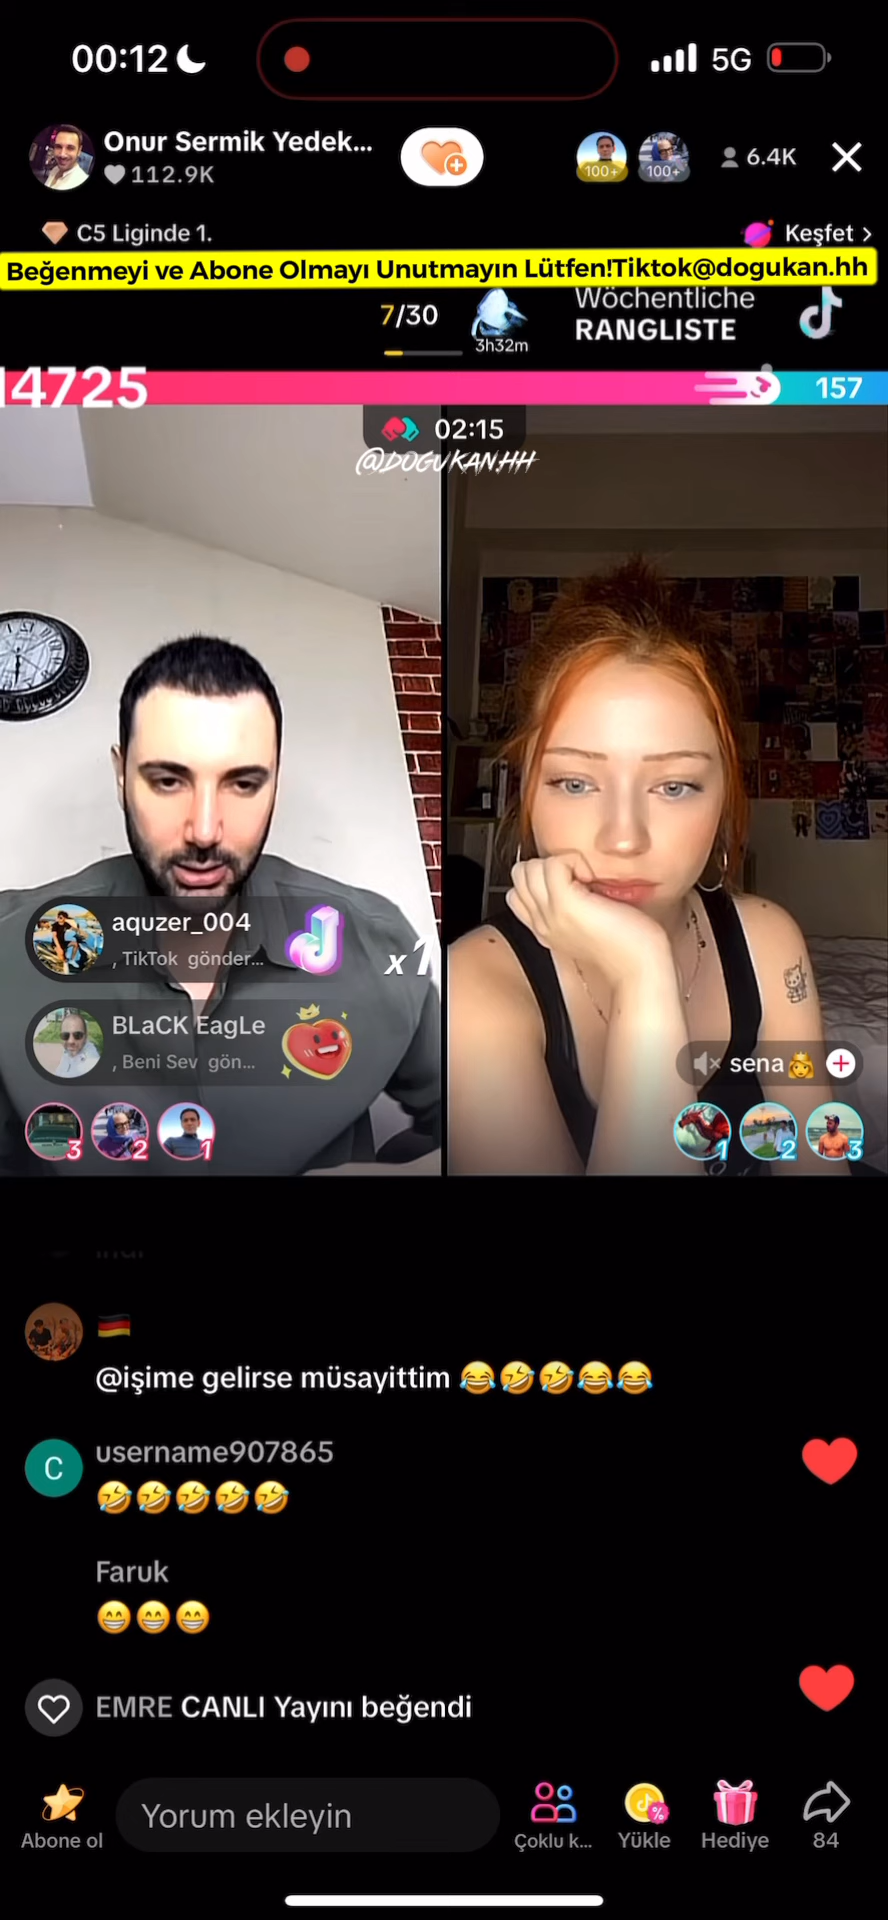 00:12
5G
Onur Sermik Yedek...
112.9K
100+
100+
6.4K
C5 Liginde 1.
Keşfet >
Beğenmeyi ve Abone Olmayı Unutmayın Lütfen!Tiktok@dogukan.hh
7/30
3h32m
Wöchentliche
RANGLISTE
14725
157
02:15
@DOGUKAN.HH
aquzer_004
, TikTok gönder...
x1
BLaCK EagLe
, Beni Sev gön...
sena
3
2
1
1
2
3
@işime gelirse müsayittim 😂🤣🤣😂😂
C
username907865
🤣🤣🤣🤣🤣
Faruk
😁😁😁
EMRE CANLI Yayını beğendi
Yorum ekleyin
Abone ol
Çoklu k...
Yükle
Hediye
84